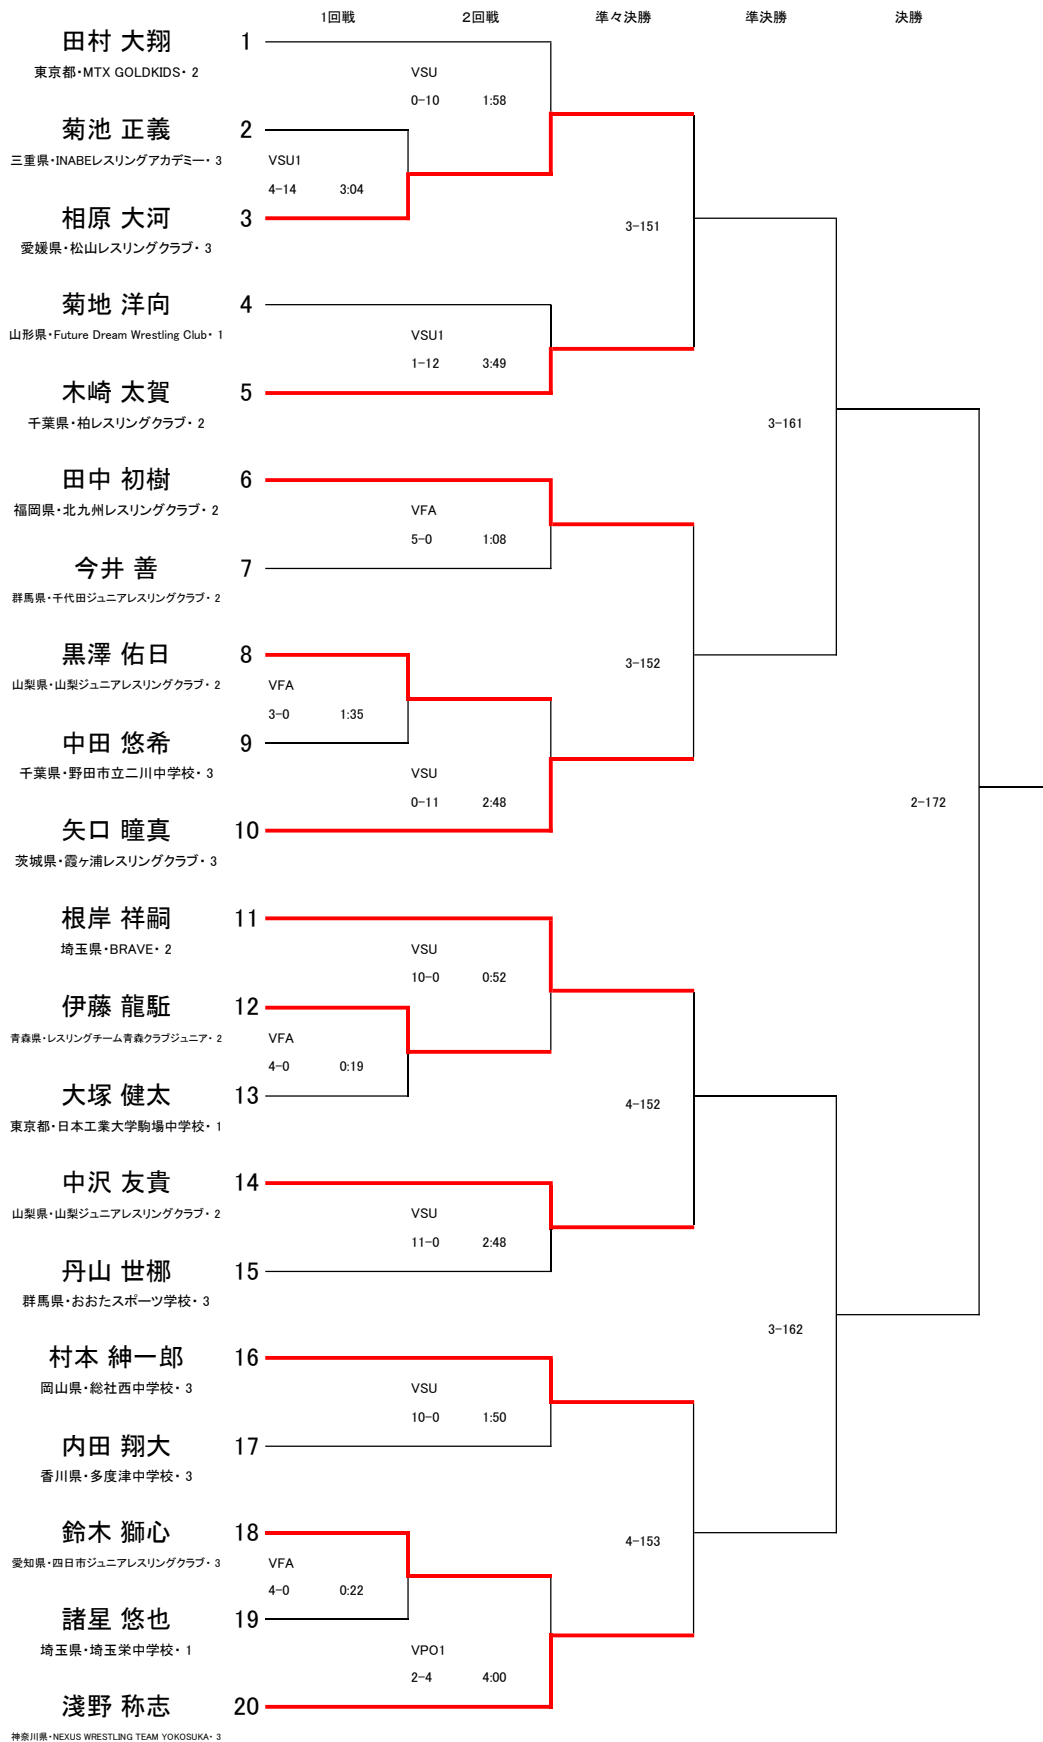 1回戦 2回戦 準々決勝 準決勝 決勝
田村 大翔 1
東京都・MTX GOLDKIDS・ 2
VSU
0-10 1:58
菊池 正義 2
三重県・INABEレスリングアカデミー・ 3
VSU1
4-14 3:04
相原 大河 3
愛媛県・松山レスリングクラブ・ 3
3-151
菊地 洋向 4
山形県・Future Dream Wrestling Club・ 1
VSU1
1-12 3:49
木崎 太賀 5
千葉県・柏レスリングクラブ・ 2
3-161
田中 初樹 6
福岡県・北九州レスリングクラブ・ 2
VFA
5-0 1:08
今井 善 7
群馬県・千代田ジュニアレスリングクラブ・ 2
黒澤 佑日 8
山梨県・山梨ジュニアレスリングクラブ・ 2
3-152
VFA
3-0 1:35
中田 悠希 9
千葉県・野田市立二川中学校・ 3
VSU
0-11 2:48
2-172
矢口 瞳真 10
茨城県・霞ヶ浦レスリングクラブ・ 3
根岸 祥嗣 11
埼玉県・BRAVE・ 2
VSU
10-0 0:52
伊藤 龍駈 12
青森県・レスリングチーム青森クラブジュニア・ 2
VFA
4-0 0:19
大塚 健太 13
東京都・日本工業大学駒場中学校・ 1
4-152
中沢 友貴 14
山梨県・山梨ジュニアレスリングクラブ・ 2
VSU
11-0 2:48
丹山 世梛 15
群馬県・おおたスポーツ学校・ 3
3-162
村本 紳一郎 16
岡山県・総社西中学校・ 3
VSU
10-0 1:50
内田 翔大 17
香川県・多度津中学校・ 3
鈴木 獅心 18
愛知県・四日市ジュニアレスリングクラブ・ 3
4-153
VFA
4-0 0:22
諸星 悠也 19
埼玉県・埼玉栄中学校・ 1
VPO1
2-4 4:00
淺野 称志 20
神奈川県・NEXUS WRESTLING TEAM YOKOSUKA・ 3